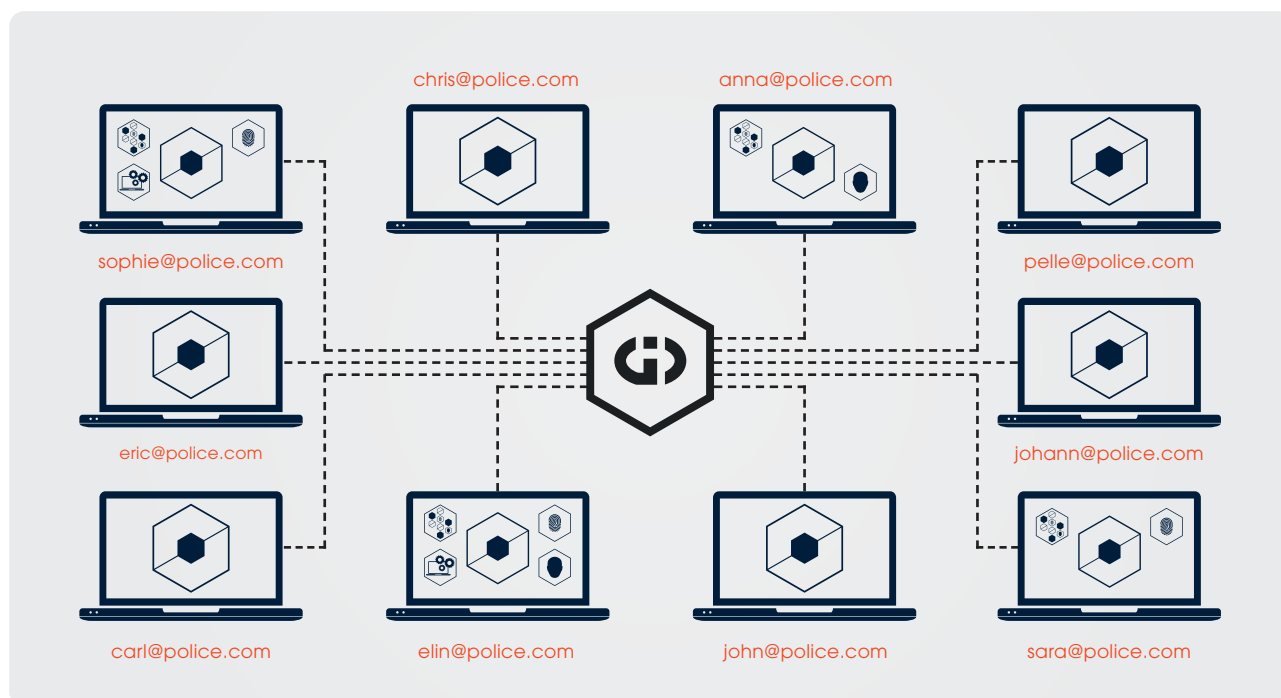 chris@police.com
anna@police.com
sophie@police.com
pelle@police.com
eric@police.com
johann@police.com
carl@police.com
elin@police.com
john@police.com
sara@police.com